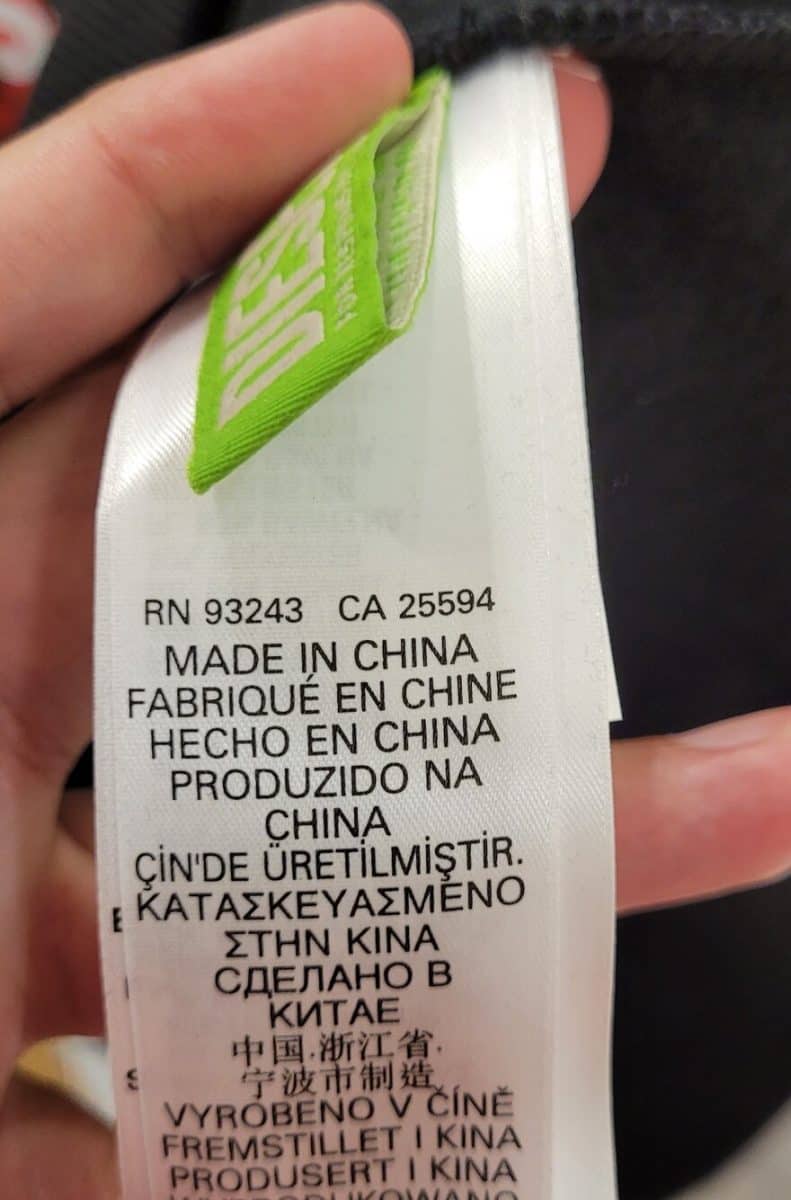 DIES
RN 93243 CA 25594
MADE IN CHINA
FABRIQUÉ EN CHINE
HECHO EN CHINA
PRODUZIDO NA
CHINA
ÇİN'DE ÜRETİLMİŞTİR.
ΚΑΤΑΣΚΕΥΑΣΜΕΝΟ
ΣΤΗΝ ΚΙΝΑ
СДЕЛАНО В
КИТАЕ
中国.浙江省.
宁波市制造
VYROBENO V ČÍNĚ
FREMSTILLET I KINA
PRODUSERT I KINA